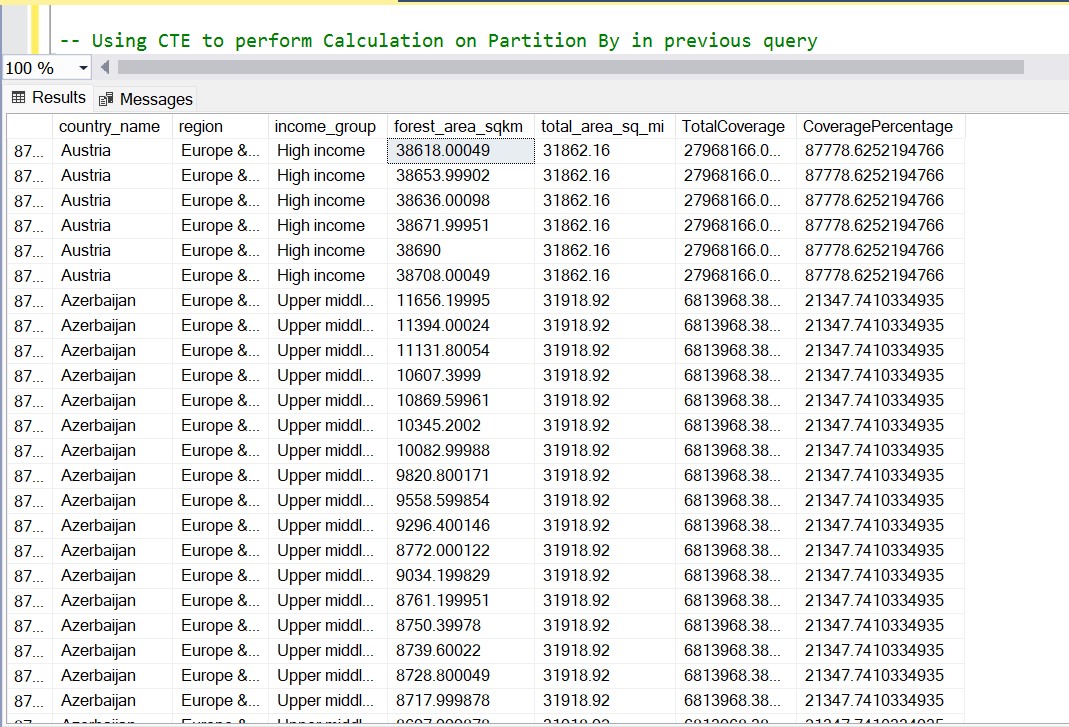 -- Using CTE to perform Calculation on Partition By in previous query
100 %
Results Messages
country_name region income_group forest_area_sqkm total_area_sq_mi TotalCoverage CoveragePercentage
87... Austria Europe &... High income 38618.00049 31862.16 27968166.0... 87778.6252194766
87... Austria Europe &... High income 38653.99902 31862.16 27968166.0... 87778.6252194766
87... Austria Europe &... High income 38636.00098 31862.16 27968166.0... 87778.6252194766
87... Austria Europe &... High income 38671.99951 31862.16 27968166.0... 87778.6252194766
87... Austria Europe &... High income 38690 31862.16 27968166.0... 87778.6252194766
87... Austria Europe &... High income 38708.00049 31862.16 27968166.0... 87778.6252194766
87... Azerbaijan Europe &... Upper middl... 11656.19995 31918.92 6813968.38... 21347.7410334935
87... Azerbaijan Europe &... Upper middl... 11394.00024 31918.92 6813968.38... 21347.7410334935
87... Azerbaijan Europe &... Upper middl... 11131.80054 31918.92 6813968.38... 21347.7410334935
87... Azerbaijan Europe &... Upper middl... 10607.3999 31918.92 6813968.38... 21347.7410334935
87... Azerbaijan Europe &... Upper middl... 10869.59961 31918.92 6813968.38... 21347.7410334935
87... Azerbaijan Europe &... Upper middl... 10345.2002 31918.92 6813968.38... 21347.7410334935
87... Azerbaijan Europe &... Upper middl... 10082.99988 31918.92 6813968.38... 21347.7410334935
87... Azerbaijan Europe &... Upper middl... 9820.800171 31918.92 6813968.38... 21347.7410334935
87... Azerbaijan Europe &... Upper middl... 9558.599854 31918.92 6813968.38... 21347.7410334935
87... Azerbaijan Europe &... Upper middl... 9296.400146 31918.92 6813968.38... 21347.7410334935
87... Azerbaijan Europe &... Upper middl... 8772.000122 31918.92 6813968.38... 21347.7410334935
87... Azerbaijan Europe &... Upper middl... 9034.199829 31918.92 6813968.38... 21347.7410334935
87... Azerbaijan Europe &... Upper middl... 8761.199951 31918.92 6813968.38... 21347.7410334935
87... Azerbaijan Europe &... Upper middl... 8750.39978 31918.92 6813968.38... 21347.7410334935
87... Azerbaijan Europe &... Upper middl... 8739.60022 31918.92 6813968.38... 21347.7410334935
87... Azerbaijan Europe &... Upper middl... 8728.800049 31918.92 6813968.38... 21347.7410334935
87... Azerbaijan Europe &... Upper middl... 8717.999878 31918.92 6813968.38... 21347.7410334935